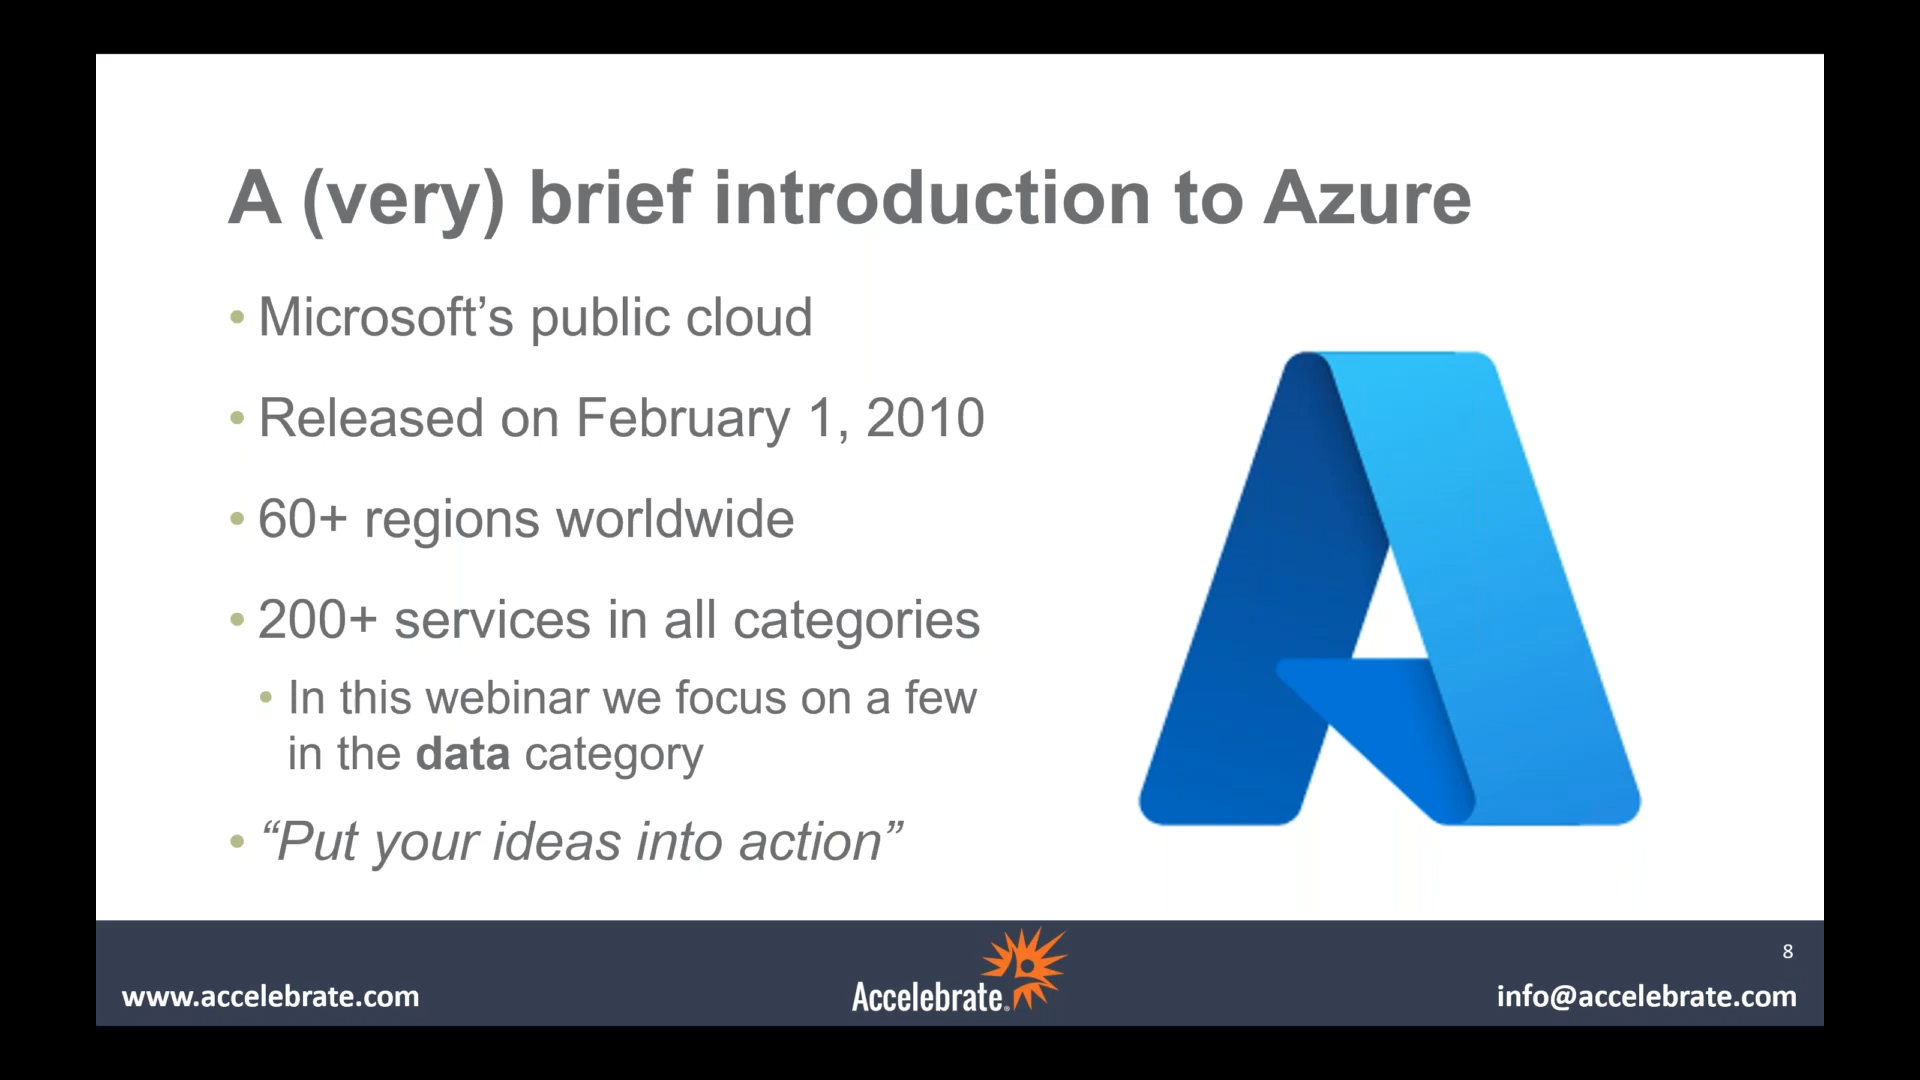 A (very) brief introduction to Azure
• Microsoft’s public cloud
• Released on February 1, 2010
• 60+ regions worldwide
• 200+ services in all categories
• In this webinar we focus on a few
in the data category
• “Put your ideas into action”
8
www.accelebrate.com
Accelebrate®
info@accelebrate.com